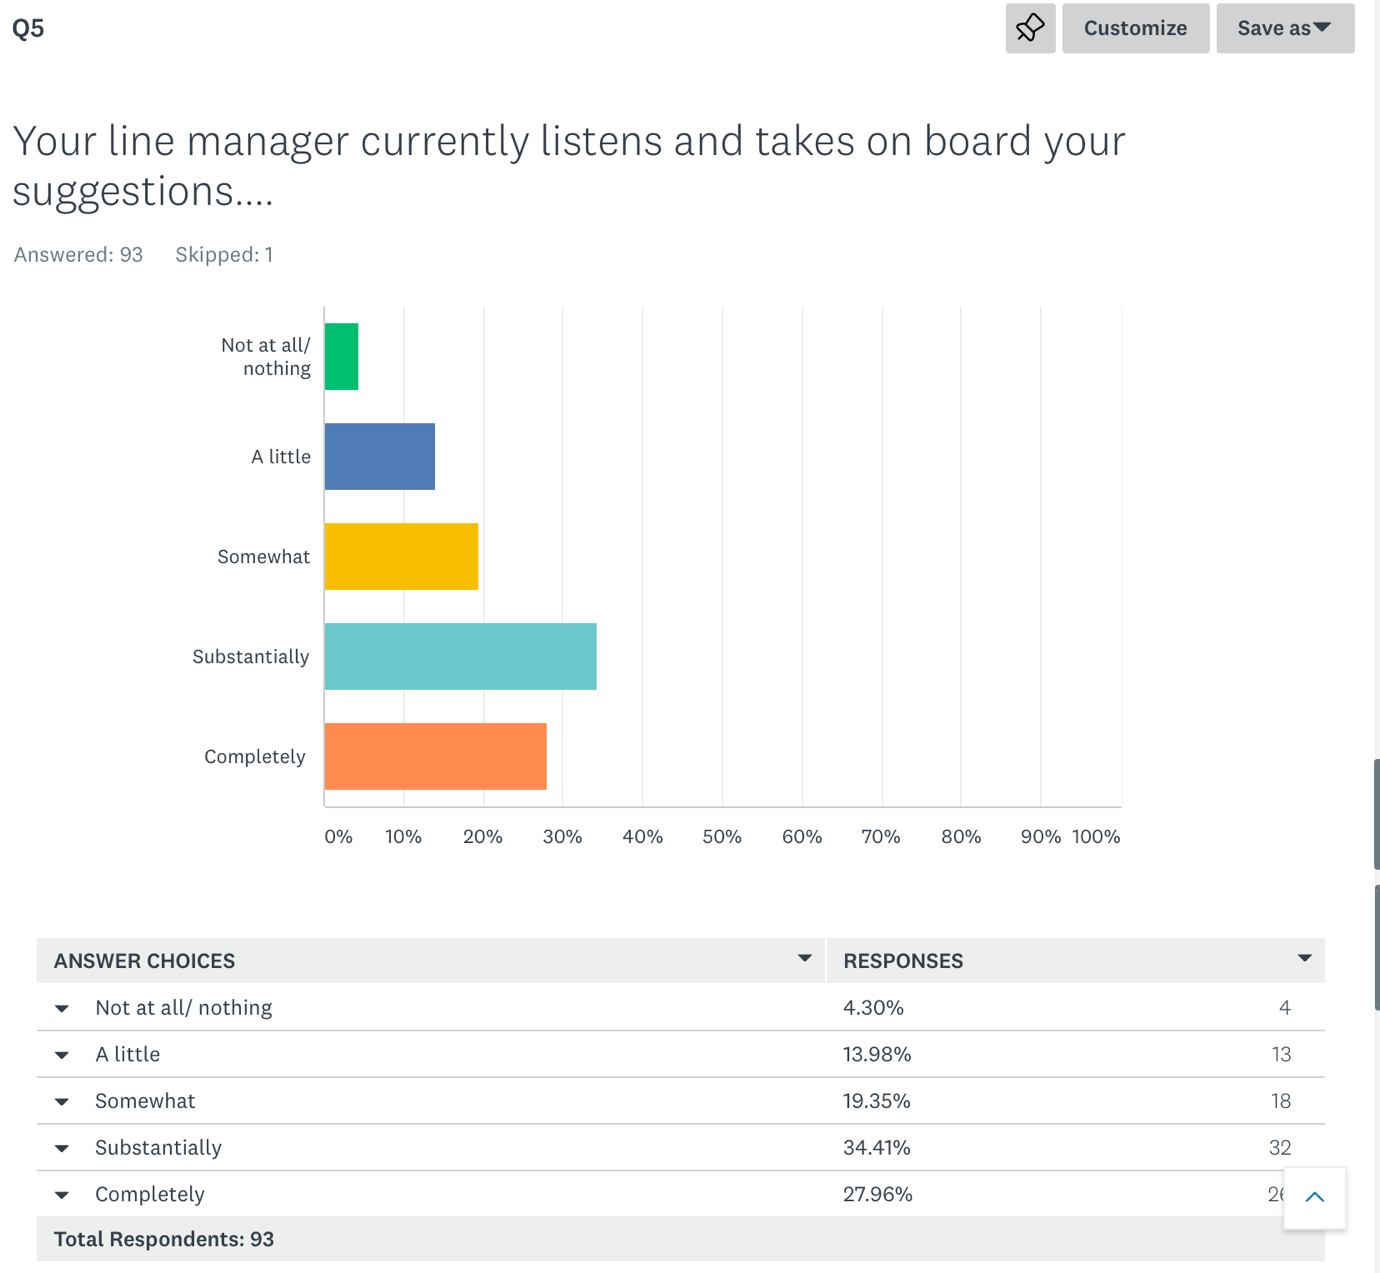 Q5
Customize
Save as
Your line manager currently listens and takes on board your
suggestions....
Answered: 93 Skipped: 1
Not at all/
nothing
A little
Somewhat
Substantially
Completely
0% 10% 20% 30% 40% 50% 60% 70% 80% 90% 100%
ANSWER CHOICES RESPONSES
Not at all/ nothing 4.30% 4
A little 13.98% 13
Somewhat 19.35% 18
Substantially 34.41% 32
Completely 27.96%
Total Respondents: 93